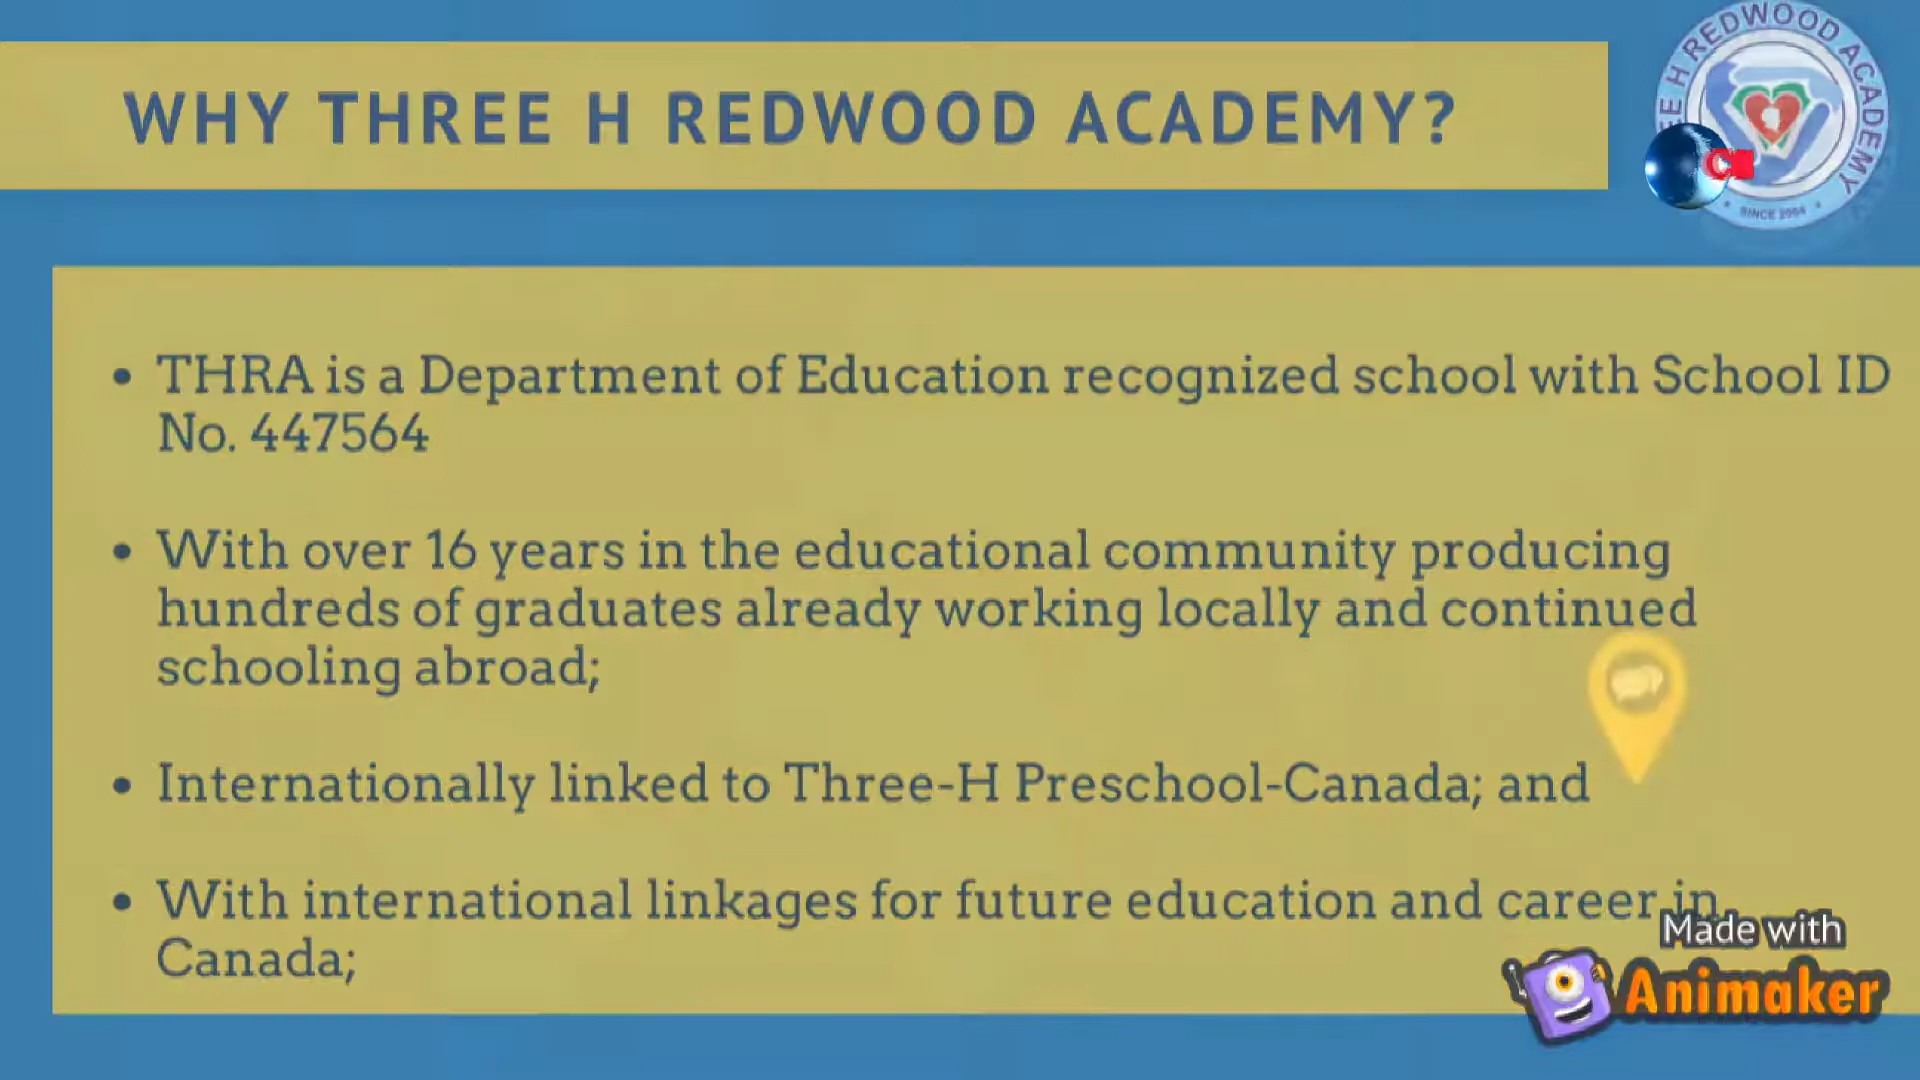 WHY THREE H REDWOOD ACADEMY?
H REDWOOD ACADEMY
SINCE 2004
• THRA is a Department of Education recognized school with School ID
No. 447564
• With over 16 years in the educational community producing
hundreds of graduates already working locally and continued
schooling abroad;
• Internationally linked to Three-H Preschool-Canada; and
• With international linkages for future education and career in
Canada;
Made with
Animaker